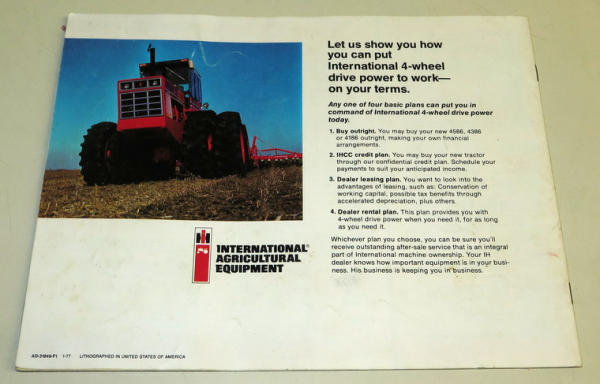 Let us show you how
you can put
International 4-wheel
drive power to work—
on your terms.
Any one of four basic plans can put you in
command of International 4-wheel drive power
today.
1. Buy outright. You may buy your new 4586, 4386
or 4186 outright, making your own financial
arrangements.
2. IHCC credit plan. You may buy your new tractor
through our confidential credit plan. Schedule your
payments to suit your anticipated income.
3. Dealer leasing plan. You want to look into the
advantages of leasing, such as: Conservation of
working capital, possible tax benefits through
accelerated depreciation, plus others.
4. Dealer rental plan. This plan provides you with
4-wheel drive power when you need it, for as long
as you need it.
Whichever plan you choose, you can be sure you'll
receive outstanding after-sale service that is an integral
part of International machine ownership. Your IH
dealer knows how important equipment is in your busi-
ness. His business is keeping you in business.
IH
INTERNATIONAL®
AGRICULTURAL
EQUIPMENT
AD-31849-P1 1-77 LITHOGRAPHED IN UNITED STATES OF AMERICA